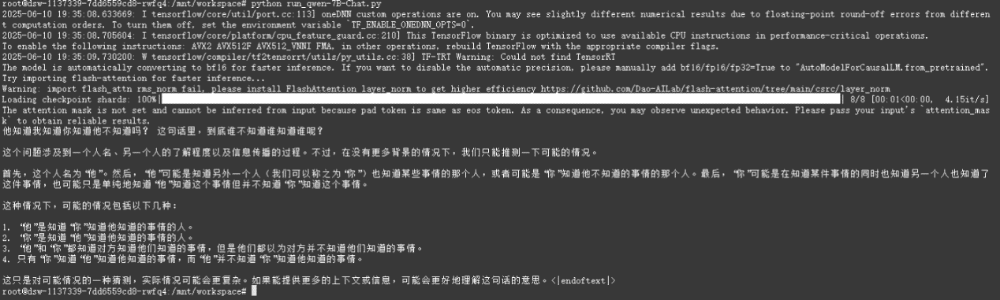 root@dsw-1137339-7dd6559cd8-rwfq4:/mnt/workspace# python run_qwen-7B-Chat.py
2025-06-10 19:35:08.633669: I tensorflow/core/util/port.cc:113] oneDNN custom operations are on. You may see slightly different numerical results due to floating-point round-off errors from differen
t computation orders. To turn them off, set the environment variable `TF_ENABLE_ONEDNN_OPTS=0`.
2025-06-10 19:35:08.705604: I tensorflow/core/platform/cpu_feature_guard.cc:210] This TensorFlow binary is optimized to use available CPU instructions in performance-critical operations.
To enable the following instructions: AVX2 AVX512F AVX512_VNNI FMA, in other operations, rebuild TensorFlow with the appropriate compiler flags.
2025-06-10 19:35:09.730200: W tensorflow/compiler/tf2tensorrt/utils/py_utils.cc:38] TF-TRT Warning: Could not find TensorRT
The model is automatically converting to bf16 for faster inference. If you want to disable the automatic precision, please manually add bf16/fp16/fp32=True to "AutoModelForCausalLM.from_pretrained".
Try importing flash-attention for faster inference...
Warning: import flash_attn rms_norm fail, please install FlashAttention layer_norm to get higher efficiency https://github.com/Dao-AILab/flash-attention/tree/main/csrc/layer_norm
Loading checkpoint shards: 100%| | 8/8 [00:01<00:00, 4.15it/s]
The attention mask is not set and cannot be inferred from input because pad token is same as eos token. As a consequence, you may observe unexpected behavior. Please pass your input's `attention_mas
k` to obtain reliable results.
他知道我知道你知道他不知道吗？ 这句话里，到底谁不知道谁知道谁呢？
这个问题涉及到一个人名、另一个人的了解程度以及信息传播的过程。不过，在没有更多背景的情况下，我们只能推测一下可能的情况。
首先，这个人名为“他”。然后，“他”可能是知道另外一个人（我们可以称之为“你”）也知道某些事情的那个人，或者可能是“你”知道他不知道的事情的那个人。最后，“你”可能是在知道某件事情的同时也知道另一个人也知道了
这件事情，也可能只是单纯地知道“他”知道这个事情但并不知道“你”知道这个事情。
这种情况下，可能的情况包括以下几种：
1. “他”是知道“你”知道他知道的事情的人。
2. “你”是知道“他”知道他知道的事情的人。
3. “他”和“你”都知道对方知道他们知道的事情，但是他们都以为对方并不知道他们知道的事情。
4. 只有“你”知道“他”知道他知道的事情，而“他”并不知道“你”知道他知道的事情。
这只是对可能情况的一种猜测，实际情况可能会更复杂。如果能提供更多的上下文或信息，可能会更好地理解这句话的意思。<|endoftext|>
root@dsw-1137339-7dd6559cd8-rwfq4:/mnt/workspace#